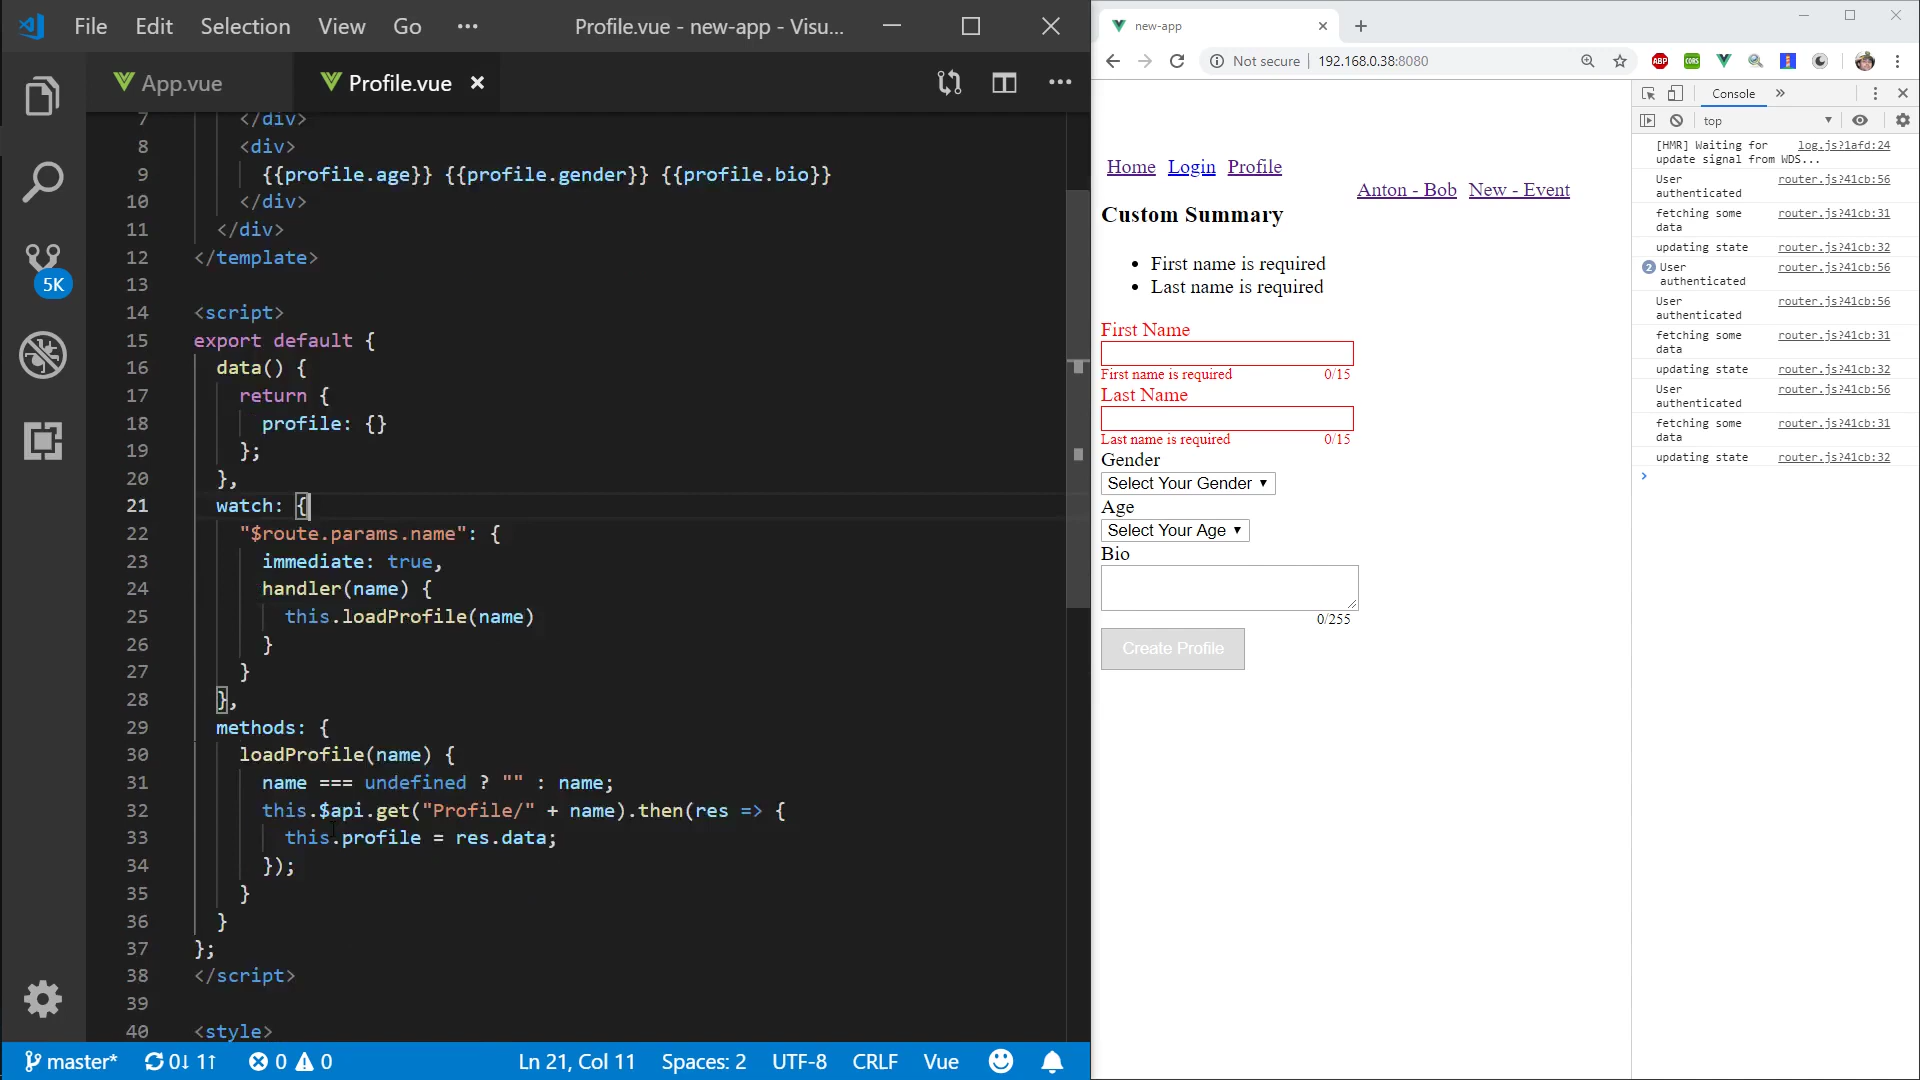 File Edit Selection View Go ··· Profile.vue - new-app - Visu...
App.vue Profile.vue
7 </div>
8 <div>
9 {{profile.age}} {{profile.gender}} {{profile.bio}}
10 </div>
11 </div>
12 </template>
13
14 <script>
15 export default {
16 data() {
17 return {
18 profile: {}
19 };
20 },
21 watch: {
22 "$route.params.name": {
23 immediate: true,
24 handler(name) {
25 this.loadProfile(name)
26 }
27 }
28 },
29 methods: {
30 loadProfile(name) {
31 name === undefined ? "" : name;
32 this.$api.get("Profile/" + name).then(res => {
33 this.profile = res.data;
34 });
35 }
36 }
37 };
38 </script>
39
40 <style>
5K
master* 0↓ 1↑ 0 0 Ln 21, Col 11 Spaces: 2 UTF-8 CRLF Vue
new-app
Not secure 192.168.0.38:8080
ABP CORS
Home Login Profile
Anton - Bob New - Event
Custom Summary
• First name is required
• Last name is required
First Name
First name is required 0/15
Last Name
Last name is required 0/15
Gender
Select Your Gender
Age
Select Your Age
Bio
0/255
Create Profile
Console
top
[HMR] Waiting for log.js?1afd:24
update signal from WDS...
User router.js?41cb:56
authenticated
fetching some router.js?41cb:31
data
updating state router.js?41cb:32
2 User router.js?41cb:56
authenticated
User router.js?41cb:56
authenticated
fetching some router.js?41cb:31
data
updating state router.js?41cb:32
User router.js?41cb:56
authenticated
fetching some router.js?41cb:31
data
updating state router.js?41cb:32